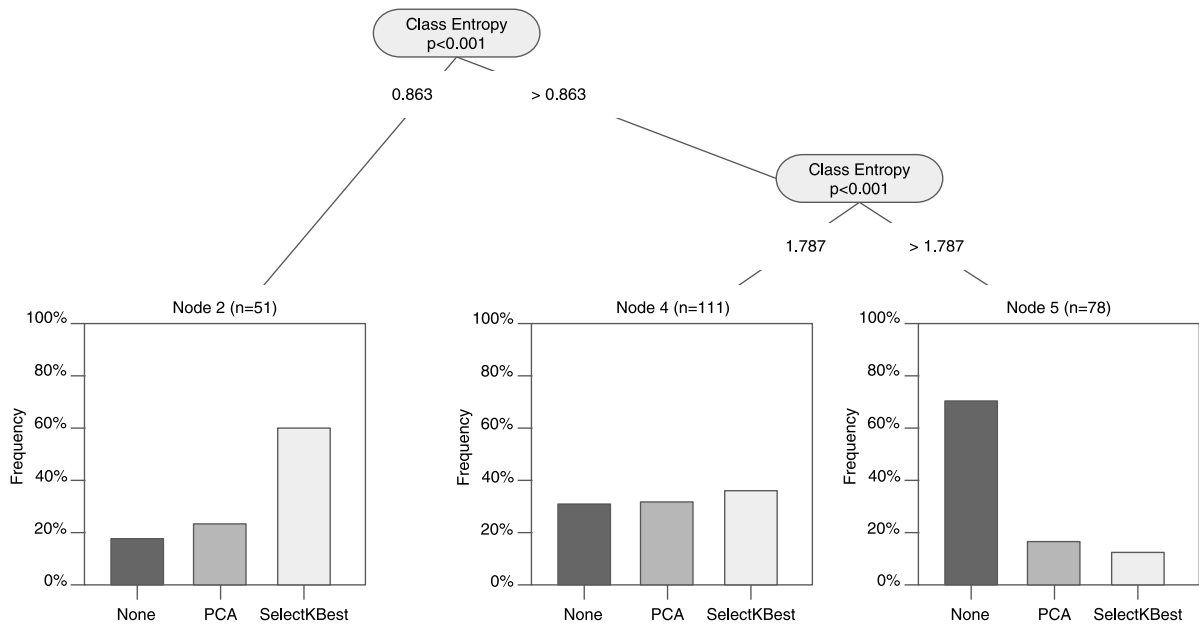 Class Entropy
p<0.001
0.863
> 0.863
Class Entropy
p<0.001
1.787
> 1.787
Node 2 (n=51)
100%
80%
60%
40%
20%
0%
Frequency
None
PCA
SelectKBest
Node 4 (n=111)
100%
80%
60%
40%
20%
0%
Frequency
None
PCA
SelectKBest
Node 5 (n=78)
100%
80%
60%
40%
20%
0%
Frequency
None
PCA
SelectKBest